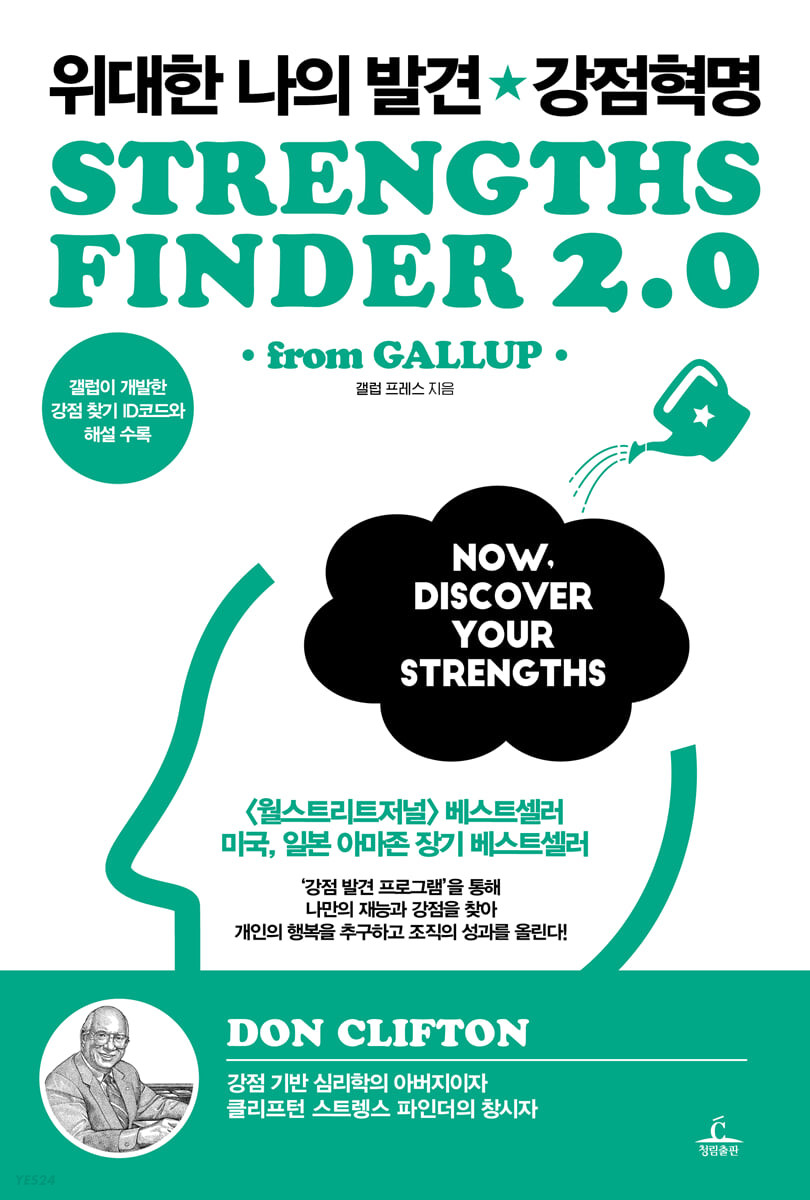 위대한 나의 발견★강점혁명
STRENGTHS
FINDER 2.0
• from GALLUP •
갤럽 프레스 지음
갤럽이 개발한
강점 찾기 ID코드와
해설 수록
NOW,
DISCOVER
YOUR
STRENGTHS
〈월스트리트저널〉 베스트셀러
미국, 일본 아마존 장기 베스트셀러
‘강점 발견 프로그램’을 통해
나만의 재능과 강점을 찾아
개인의 행복을 추구하고 조직의 성과를 올린다!
DON CLIFTON
강점 기반 심리학의 아버지이자
클리프턴 스트렝스 파인더의 창시자
Ć
청림출판
YES24